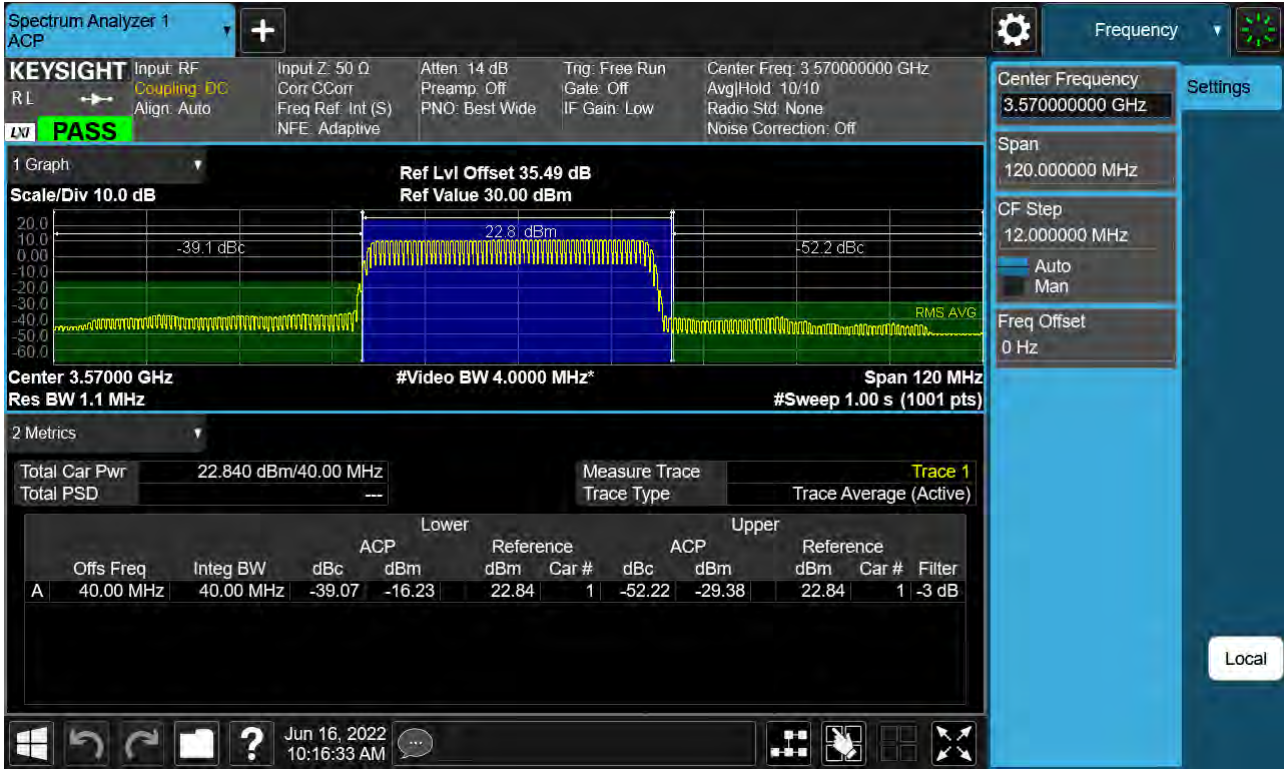 Spectrum Analyzer 1
ACP
+
Frequency
KEYSIGHT
RL
LXI
PASS
Input: RF
Coupling: DC
Align: Auto
Input Z: 50 Ω
Corr CCorr
Freq Ref: Int (S)
NFE: Adaptive
Atten: 14 dB
Preamp: Off
PNO: Best Wide
Trig: Free Run
Gate: Off
IF Gain: Low
Center Freq: 3.570000000 GHz
Avg|Hold: 10/10
Radio Std: None
Noise Correction: Off
Center Frequency
3.570000000 GHz
Settings
Span
120.000000 MHz
CF Step
12.000000 MHz
Auto
Man
Freq Offset
0 Hz
1 Graph
Scale/Div 10.0 dB
Ref Lvl Offset 35.49 dB
Ref Value 30.00 dBm
20.0
10.0
0.00
-10.0
-20.0
-30.0
-40.0
-50.0
-60.0
-39.1 dBc
22.8 dBm
-52.2 dBc
RMS AVG
Center 3.57000 GHz
#Video BW 4.0000 MHz*
Span 120 MHz
Res BW 1.1 MHz
#Sweep 1.00 s (1001 pts)
2 Metrics
Total Car Pwr 22.840 dBm/40.00 MHz
Total PSD ---
Measure Trace Trace 1
Trace Type Trace Average (Active)
Lower Upper
ACP Reference ACP Reference
Offs Freq Integ BW dBc dBm dBm Car # dBc dBm dBm Car # Filter
A 40.00 MHz 40.00 MHz -39.07 -16.23 22.84 1 -52.22 -29.38 22.84 1 -3 dB
Local
?
Jun 16, 2022
10:16:33 AM